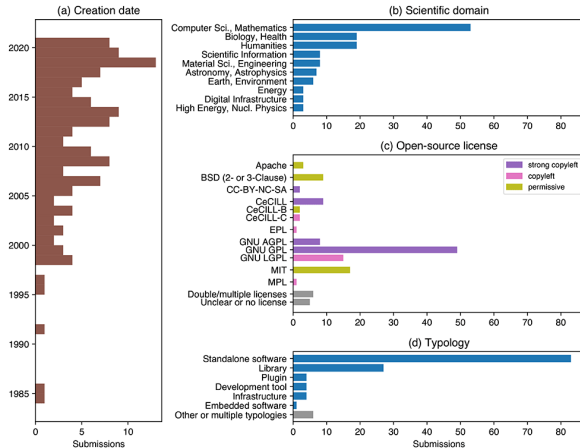 (a) Creation date
2020
2015
2010
2005
2000
1995
1990
1985
0 5 10
Submissions
(b) Scientific domain
Computer Sci., Mathematics
Biology, Health
Humanities
Scientific Information
Material Sci., Engineering
Astronomy, Astrophysics
Earth, Environment
Energy
Digital Infrastructure
High Energy, Nucl. Physics
0 10 20 30 40 50 60 70 80
(c) Open-source license
strong copyleft
copyleft
permissive
Apache
BSD (2- or 3-Clause)
CC-BY-NC-SA
CeCILL
CeCILL-B
CeCILL-C
EPL
GNU AGPL
GNU GPL
GNU LGPL
MIT
MPL
Double/multiple licenses
Unclear or no license
0 10 20 30 40 50 60 70 80
(d) Typology
Standalone software
Library
Plugin
Development tool
Infrastructure
Embedded software
Other or multiple typologies
0 10 20 30 40 50 60 70 80
Submissions